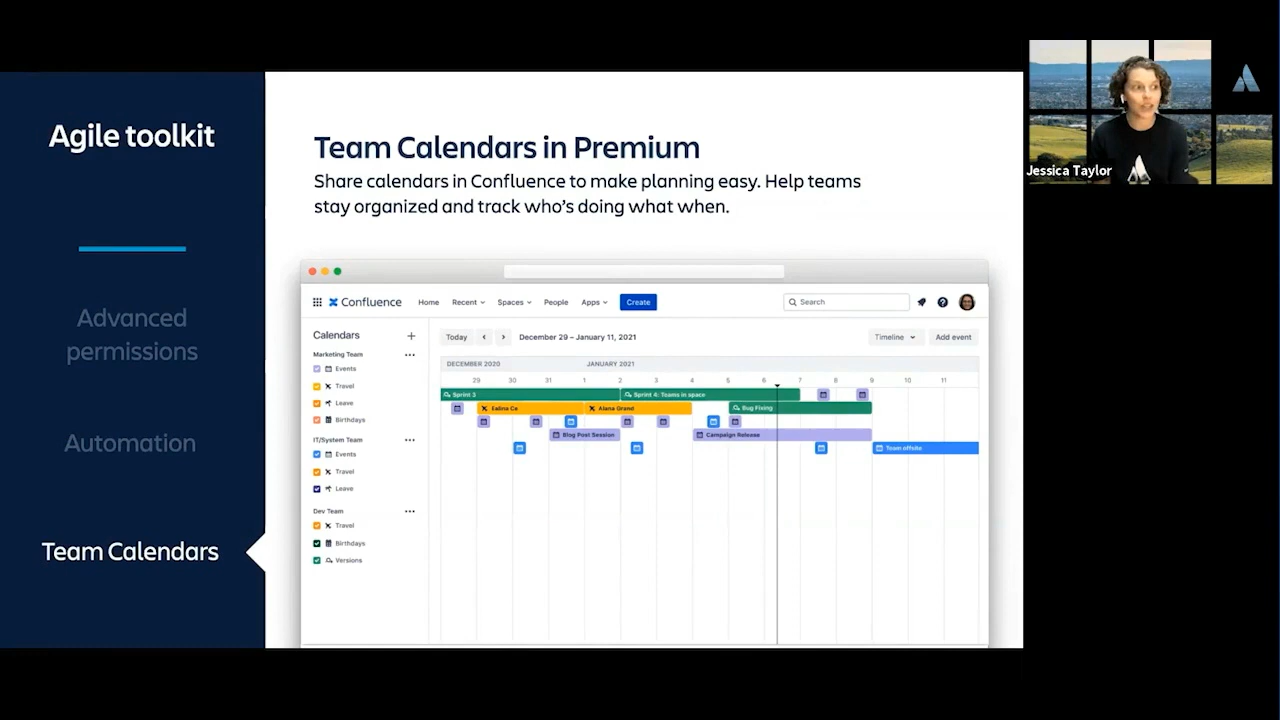 Agile toolkit
Advanced
permissions
Automation
Team Calendars
Team Calendars in Premium
Share calendars in Confluence to make planning easy. Help teams
stay organized and track who's doing what when.
Confluence
Home
Recent
Spaces
People
Apps
Create
Search
Calendars
Marketing Team
Events
Travel
Leave
Birthdays
IT/System Team
Events
Travel
Leave
Dev Team
Travel
Birthdays
Versions
Today
December 29 – January 11, 2021
Timeline
Add event
DECEMBER 2020
JANUARY 2021
29 30 31 1 2 3 4 5 6 7 8 9 10 11
Sprint 3
Sprint 4: Teams in space
Ealina Co
Alana Grand
Bug Fixing
Blog Post Session
Campaign Release
Team offsite
Jessica Taylor